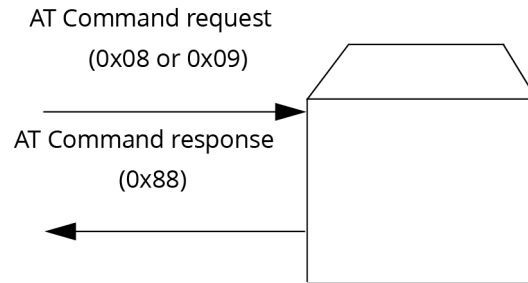 AT Command request
(0x08 or 0x09)
AT Command response
(0x88)